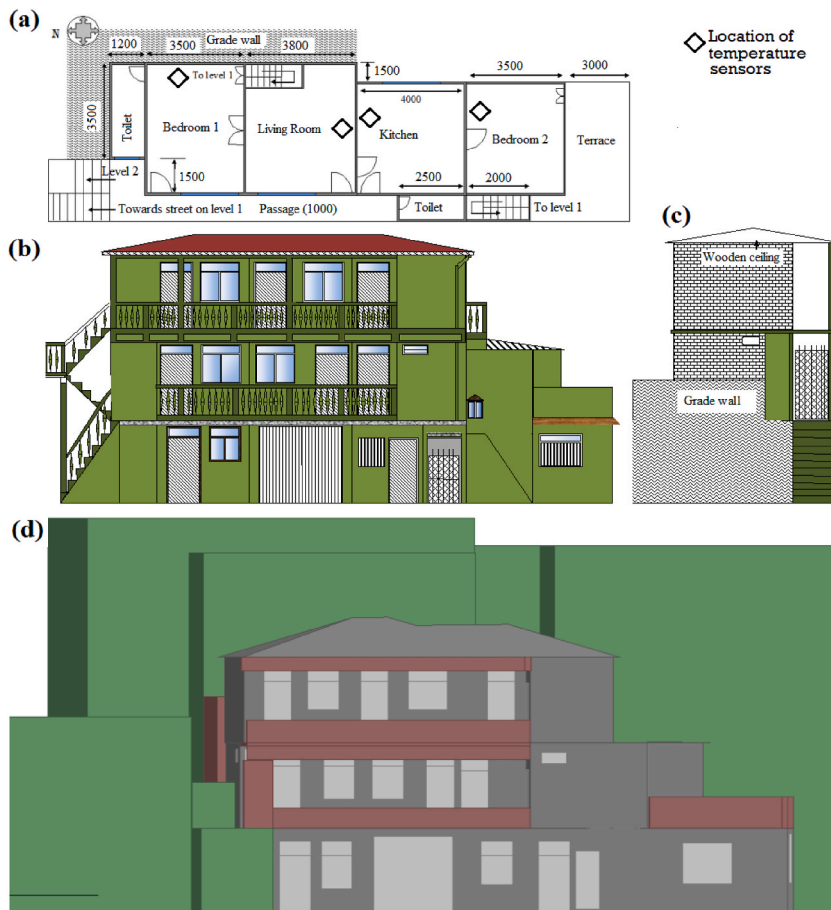 (a)
N
Grade wall
1200
3500
3800
Location of
temperature
sensors
To level 1
1500
3500
3000
3500
4000
Toilet
Bedroom 1
Living Room
Kitchen
Bedroom 2
Terrace
Level 2
1500
2500
2000
Towards street on level 1
Passage (1000)
Toilet
To level 1
(b)
(c)
Wooden ceiling
Grade wall
(d)